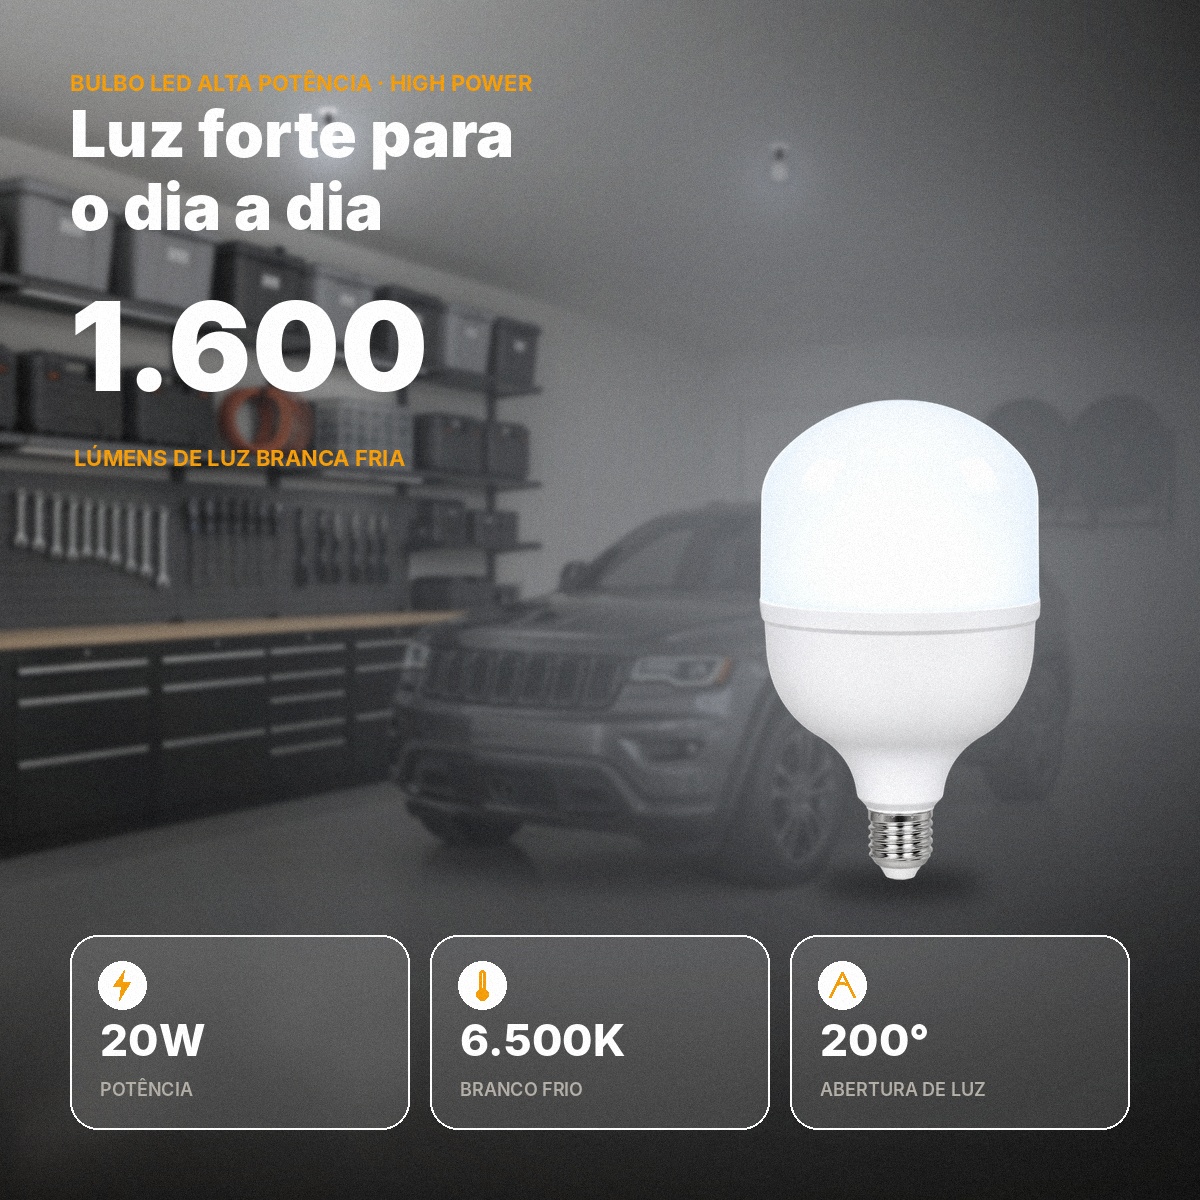 BULBO LED ALTA POTÊNCIA · HIGH POWER
Luz forte para
o dia a dia
1.600
LÚMENS DE LUZ BRANCA FRIA
20W
POTÊNCIA
6.500K
BRANCO FRIO
200°
ABERTURA DE LUZ